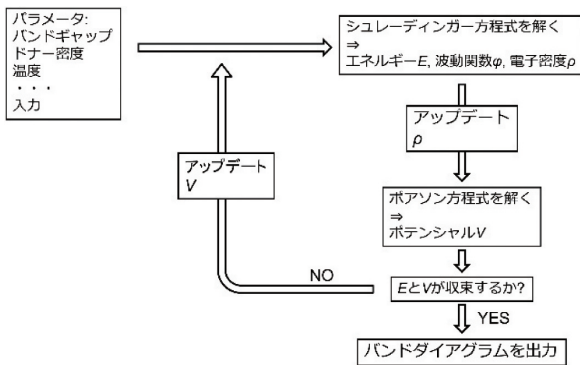 パラメータ:
バンドギャップ
ドナー密度
温度
・・・
入力
シュレーディンガー方程式を解く
⇒
エネルギーE, 波動関数φ, 電子密度ρ
アップデート
ρ
ポアソン方程式を解く
⇒
ポテンシャルV
EとVが収束するか?
NO
アップデート
V
YES
バンドダイアグラムを出力